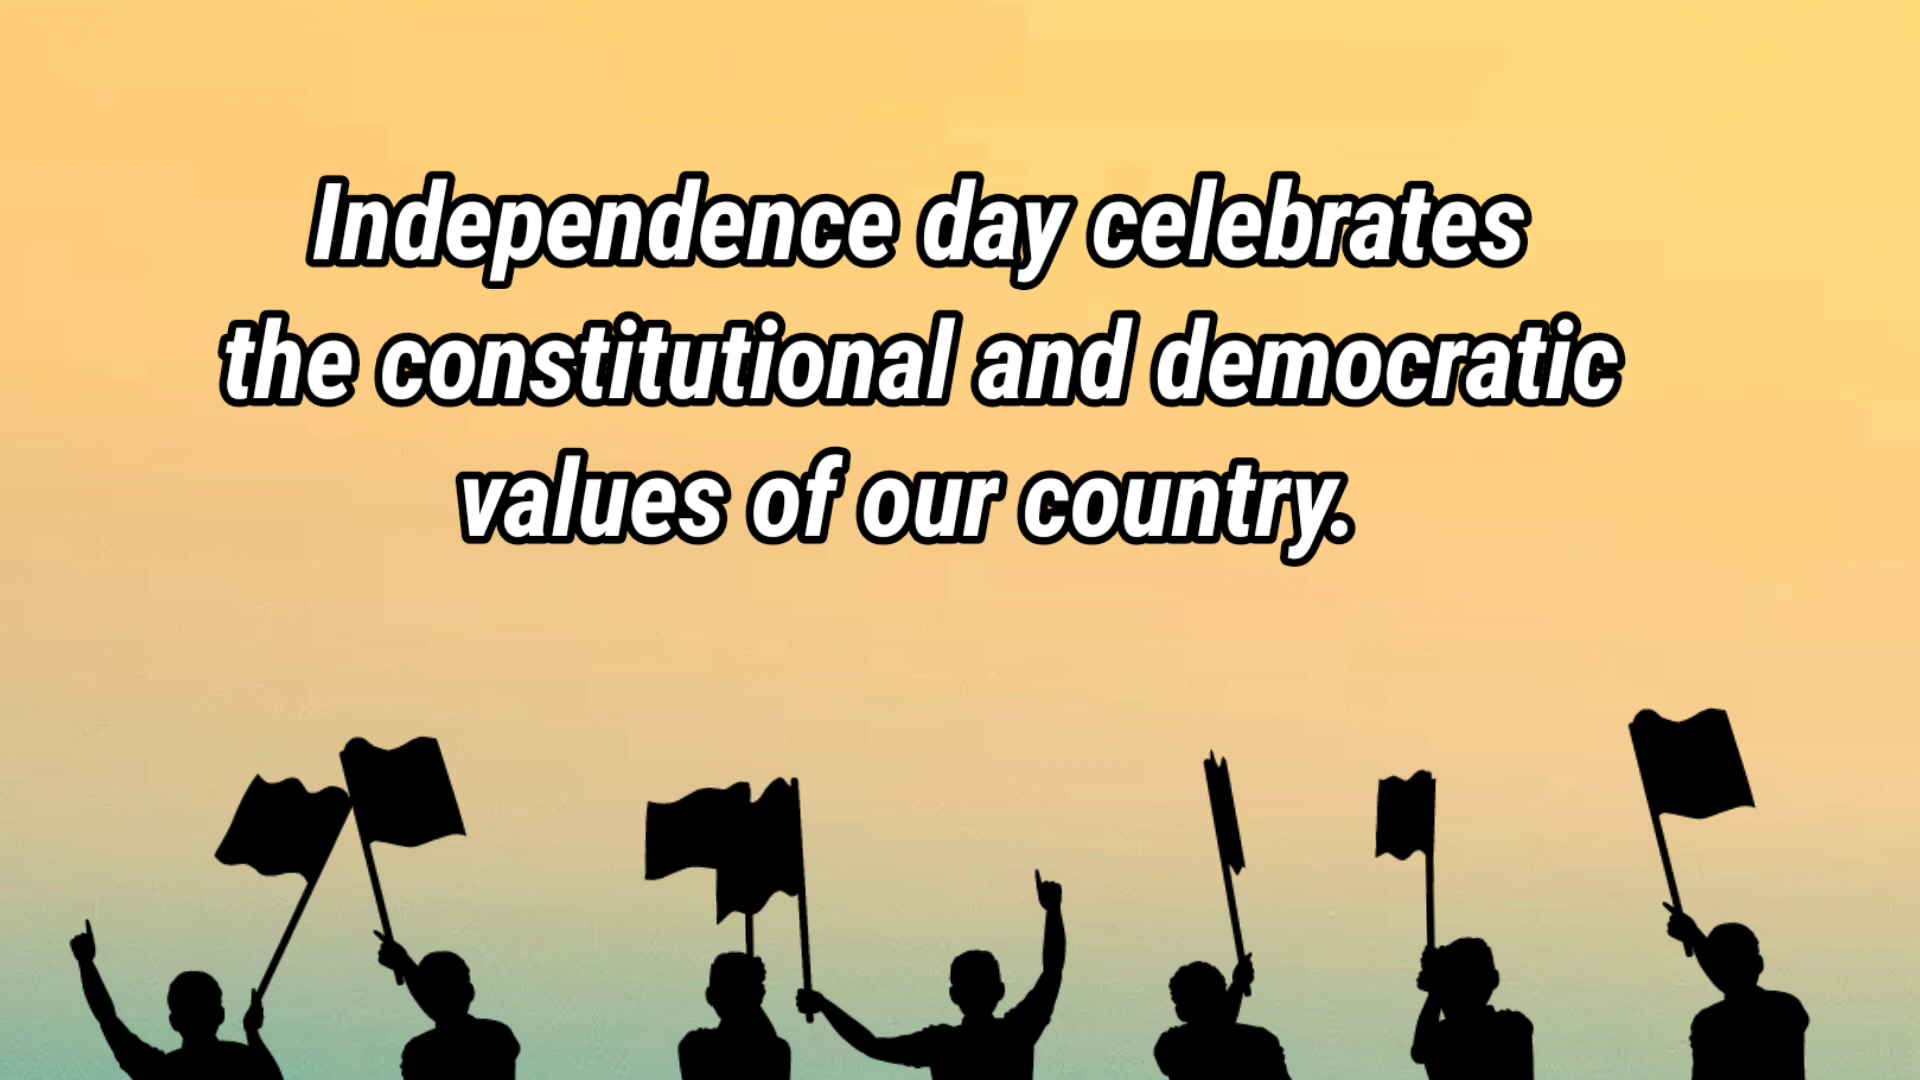 Independence day celebrates
the constitutional and democratic
values of our country.